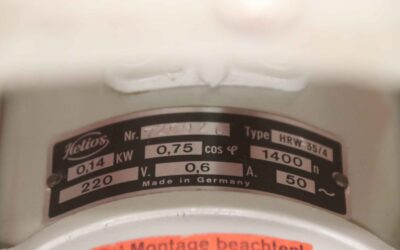 Helios Nr. Type HRW 35/4
0,14 KW 0,75 cos φ 1400 n
220 V. 0,6 A. 50 ~
Made in Germany
Montage beachten!